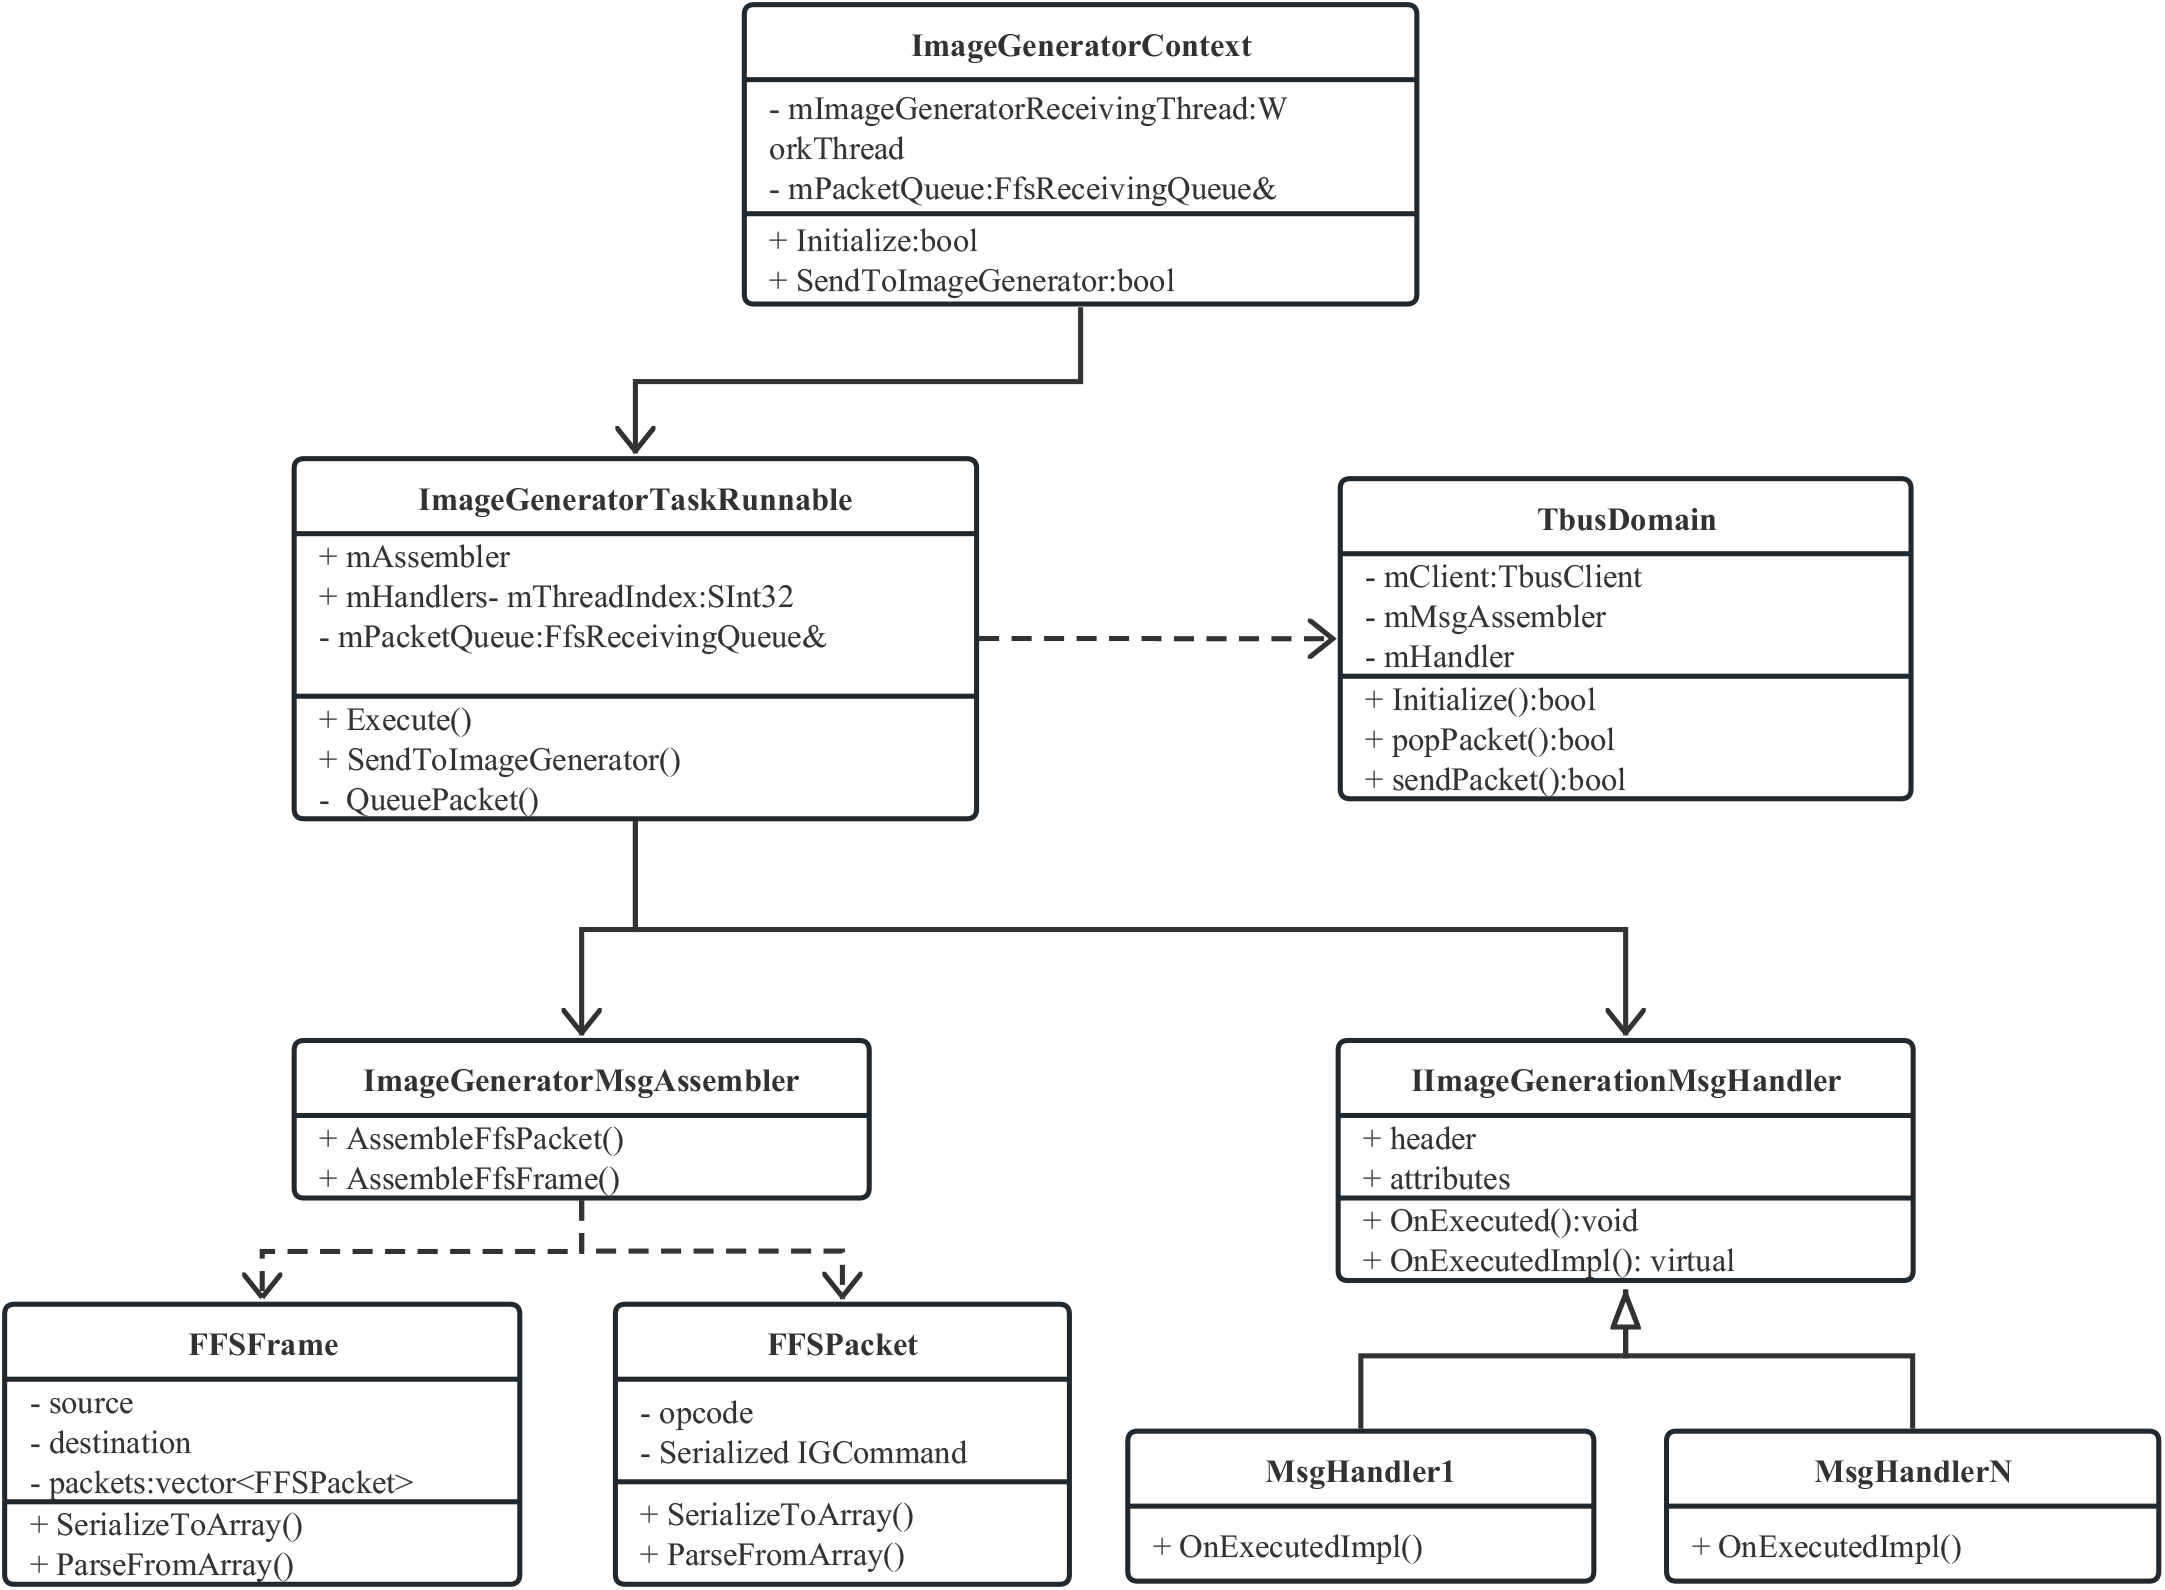 ImageGeneratorContext
- mImageGeneratorReceivingThread:W
orkThread
- mPacketQueue:FfsReceivingQueue&
+ Initialize:bool
+ SendToImageGenerator:bool
ImageGeneratorTaskRunnable
+ mAssembler
+ mHandlers- mThreadIndex:SInt32
- mPacketQueue:FfsReceivingQueue&
+ Execute()
+ SendToImageGenerator()
- QueuePacket()
TbusDomain
- mClient:TbusClient
- mMsgAssembler
- mHandler
+ Initialize():bool
+ popPacket():bool
+ sendPacket():bool
ImageGeneratorMsgAssembler
+ AssembleFfsPacket()
+ AssembleFfsFrame()
IImageGenerationMsgHandler
+ header
+ attributes
+ OnExecuted():void
+ OnExecutedImpl(): virtual
FFSFrame
- source
- destination
- packets:vector<FFSPacket>
+ SerializeToArray()
+ ParseFromArray()
FFSPacket
- opcode
- Serialized IGCommand
+ SerializeToArray()
+ ParseFromArray()
MsgHandler1
+ OnExecutedImpl()
MsgHandlerN
+ OnExecutedImpl()